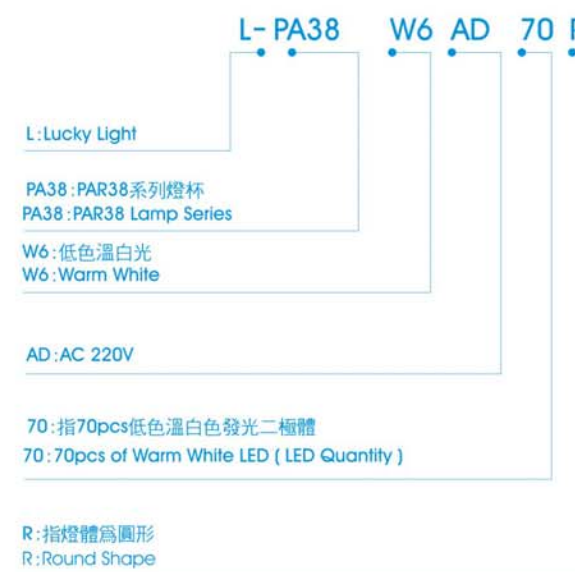 L-PA38 W6 AD 70 R
L:Lucky Light
PA38:PAR38系列燈杯
PA38:PAR38 Lamp Series
W6:低色溫白光
W6:Warm White
AD:AC 220V
70:指70pcs低色溫白色發光二極體
70:70pcs of Warm White LED ( LED Quantity )
R:指燈體爲圓形
R:Round Shape